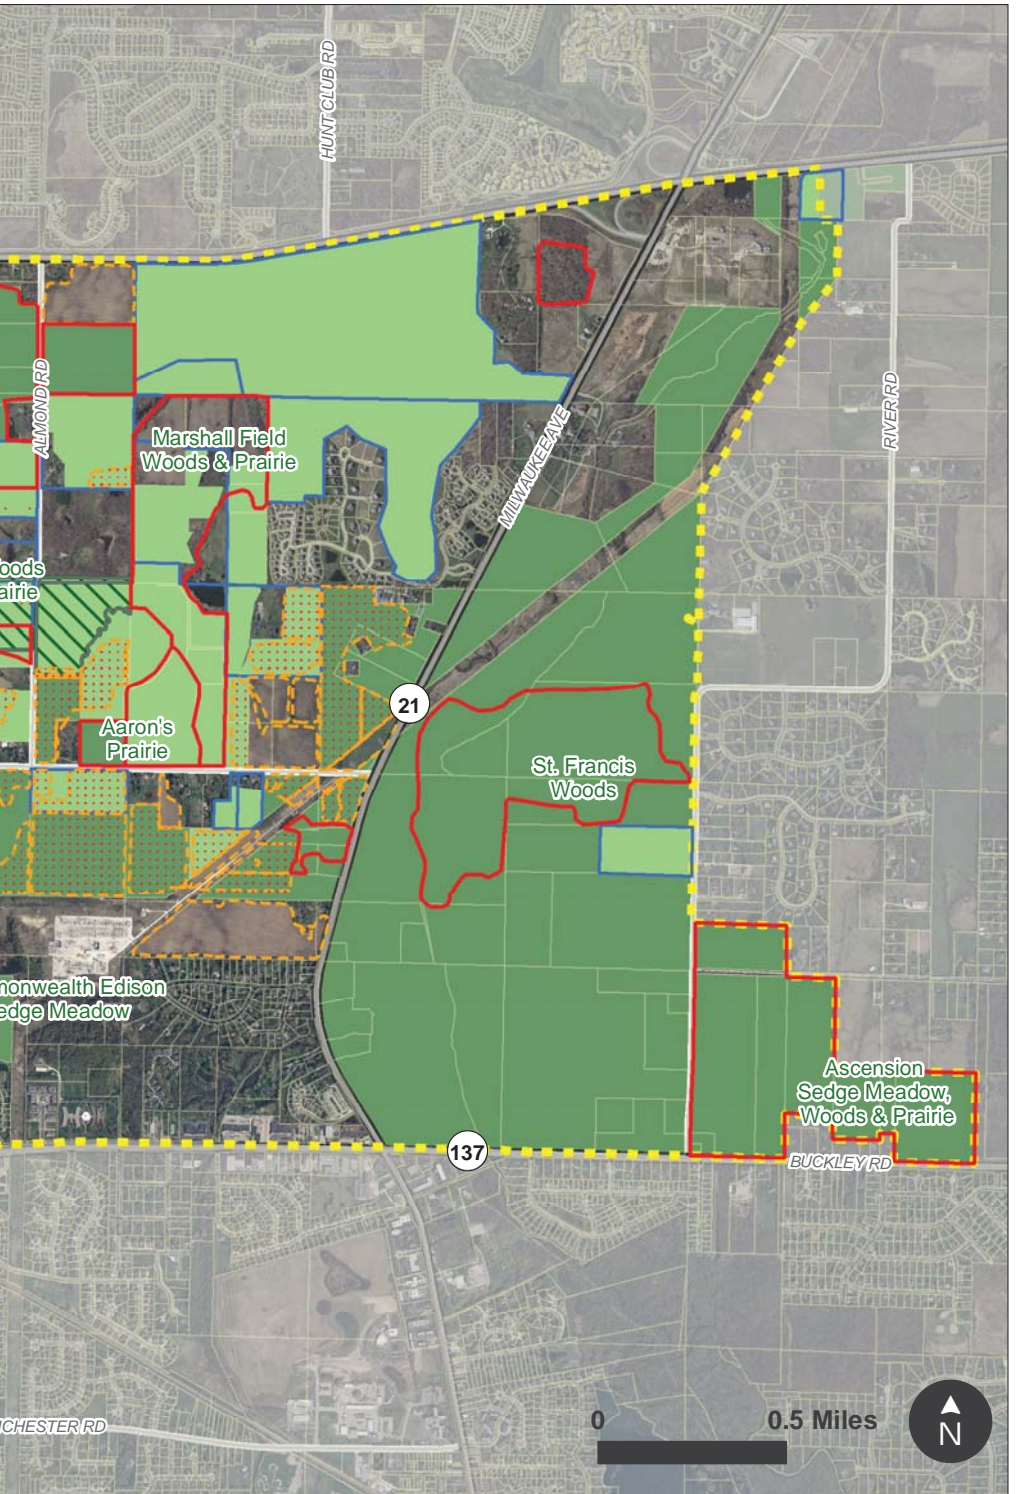 HUNT CLUB RD
ALMOND RD
RIVER RD
MILWAUKEE AVE
Marshall Field
Woods & Prairie
oods
airie
21
Aaron's
Prairie
St. Francis
Woods
monwealth Edison
edge Meadow
Ascension
Sedge Meadow,
Woods & Prairie
137
BUCKLEY RD
CHESTER RD
0 0.5 Miles
N